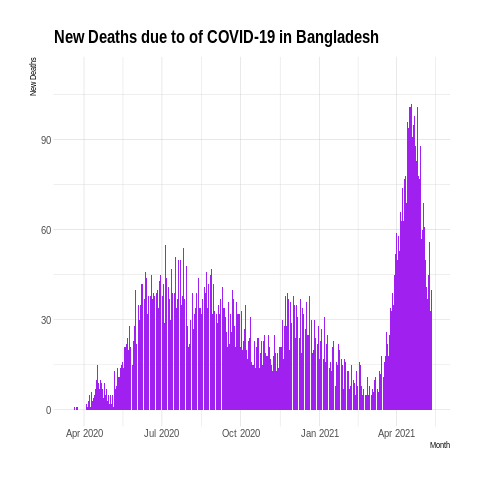 New Deaths due to of COVID-19 in Bangladesh
New Deaths
90
60
30
0
Apr 2020 Jul 2020 Oct 2020 Jan 2021 Apr 2021
Month